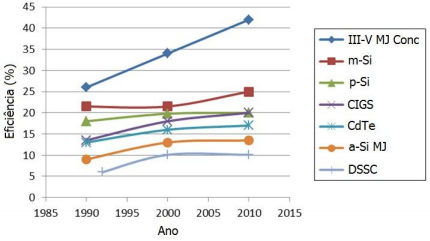 45
40
35
30
25
20
15
10
5
0
Eficiência (%)
1985 1990 1995 2000 2005 2010 2015
Ano
III-V MJ Conc
m-Si
p-Si
CIGS
CdTe
a-Si MJ
DSSC